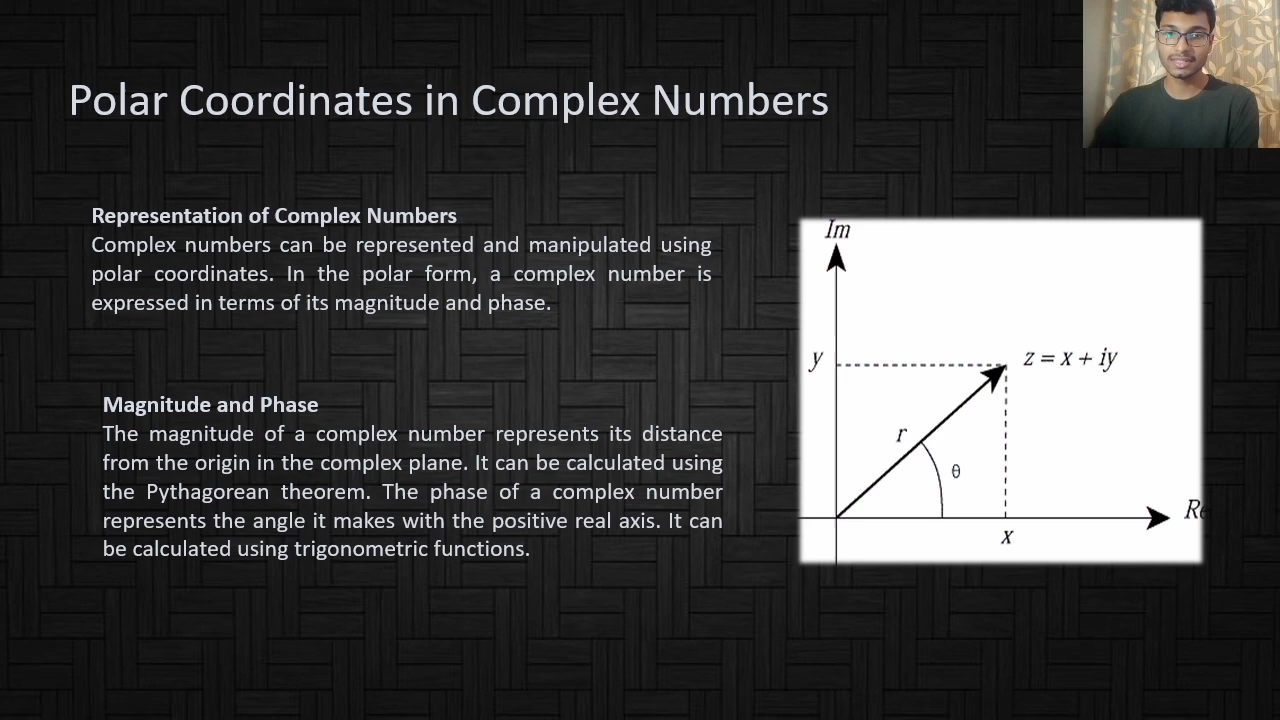 Polar Coordinates in Complex Numbers
Representation of Complex Numbers
Complex numbers can be represented and manipulated using
polar coordinates. In the polar form, a complex number is
expressed in terms of its magnitude and phase.
Magnitude and Phase
The magnitude of a complex number represents its distance
from the origin in the complex plane. It can be calculated using
the Pythagorean theorem. The phase of a complex number
represents the angle it makes with the positive real axis. It can
be calculated using trigonometric functions.
Im
y
z = x + iy
r
θ
Re
x